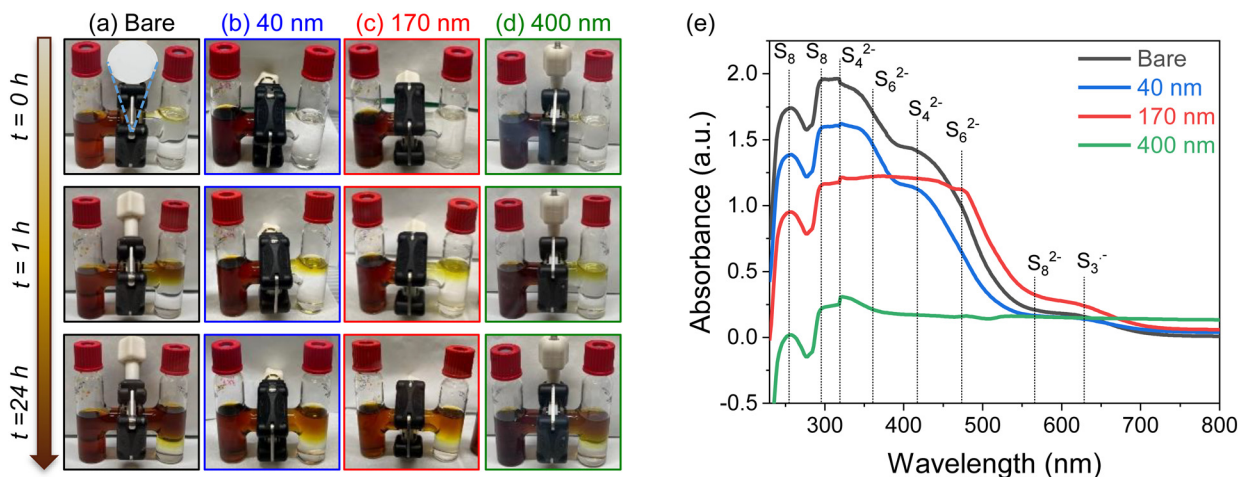 (a) Bare
(b) 40 nm
(c) 170 nm
(d) 400 nm
t = 0 h
t = 1 h
t =24 h
(e)
S₈
S₈
S₄²⁻
S₆²⁻
S₄²⁻
S₆²⁻
S₈²⁻
S₃·⁻
Bare
40 nm
170 nm
400 nm
Absorbance (a.u.)
2.0
1.5
1.0
0.5
0.0
-0.5
300 400 500 600 700 800
Wavelength (nm)